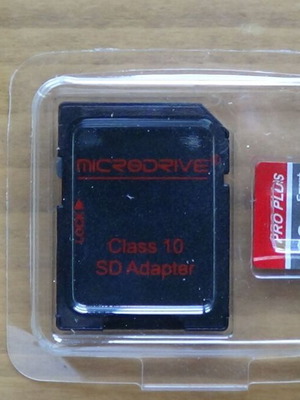 MICRODRIVE®
LOCK
Class 10
SD Adapter
PRO PLUS